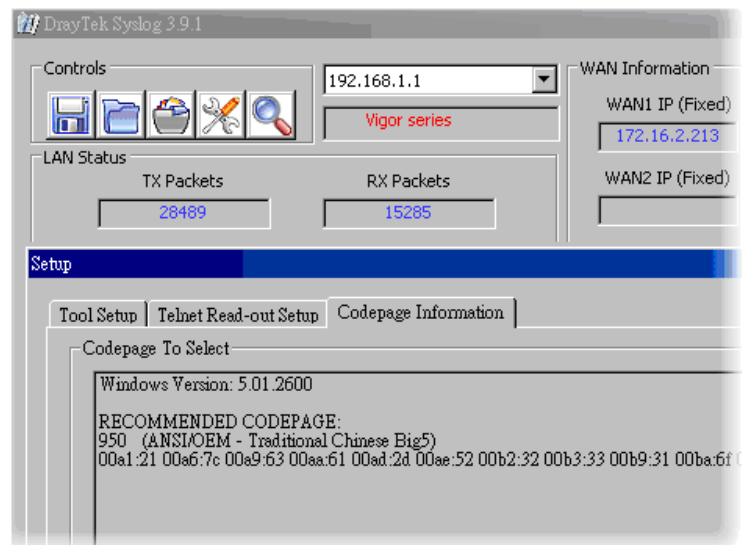 DrayTek Syslog 3.9.1
Controls
192.168.1.1
Vigor series
WAN Information
WAN1 IP (Fixed)
172.16.2.213
LAN Status
TX Packets
RX Packets
WAN2 IP (Fixed)
28489
15285
Setup
Tool Setup
Telnet Read-out Setup
Codepage Information
Codepage To Select
Windows Version: 5.01.2600
RECOMMENDED CODEPAGE:
950 (ANSI/OEM - Traditional Chinese Big5)
00a1:21 00a6:7c 00a9:63 00aa:61 00ad:2d 00ae:52 00b2:32 00b3:33 00b9:31 00ba:6f